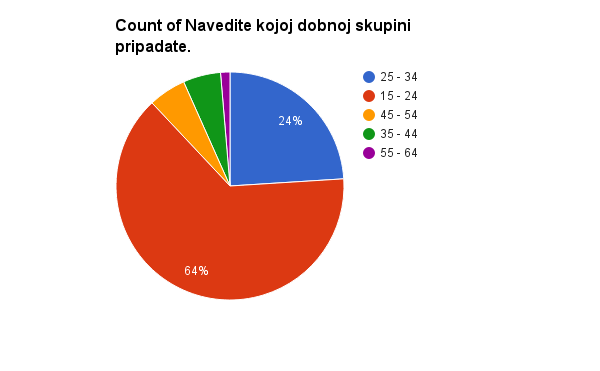 Count of Navedite kojoj dobnoj skupini
pripadate.
25 - 34
15 - 24
45 - 54
35 - 44
55 - 64
24%
64%